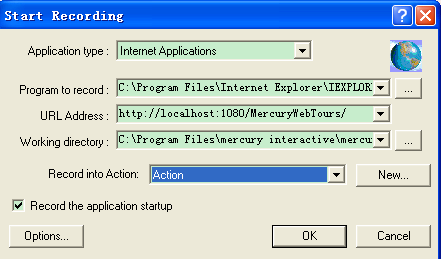 Start Recording
Application type : Internet Applications
Program to record : C:\Program Files\Internet Explorer\IEXPLOR ...
URL Address : http://localhost:1080/MercuryWebTours/
Working directory : C:\Program Files\mercury interactive\mercu ...
Record into Action: Action New...
Record the application startup
Options... OK Cancel